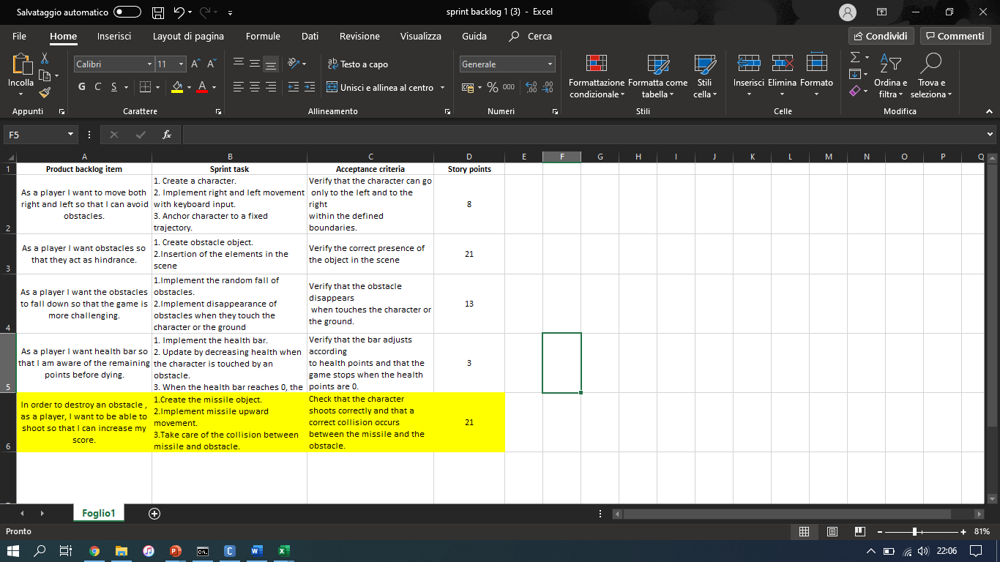 Salvataggio automatico
sprint backlog 1 (3) - Excel
File Home Inserisci Layout di pagina Formule Dati Revisione Visualizza Guida Cerca
Condividi Commenti
Incolla
Calibri 11
G C S
A A
A
ab Testo a capo
Unisci e allinea al centro
Generale
% 000
Formattazione condizionale
Formatta come tabella
Stili cella
Inserisci Elimina Formato
Ordina e filtra
Trova e seleziona
Appunti Carattere Allineamento Numeri Stili Celle Modifica
F5
fx
A B C D E F G H I J K L M N O P Q
1 Product backlog item Sprint task Acceptance criteria Story points
2
As a player I want to move both
right and left so that I can avoid
obstacles.
1. Create a character.
2. Implement right and left movement
with keyboard input.
3. Anchor character to a fixed
trajectory.
Verify that the character can go
only to the left and to the
right
within the defined
boundaries.
8
3
As a player I want obstacles so
that they act as hindrance.
1. Create obstacle object.
2.Insertion of the elements in the
scene
Verify the correct presence of
the object in the scene
21
4
As a player I want the obstacles
to fall down so that the game is
more challenging.
1.Implement the random fall of
obstacles.
2.Implement disappearance of
obstacles when they touch the
character or the ground
Verify that the obstacle
disappears
when touches the character or
the ground.
13
5
As a player I want health bar so
that I am aware of the remaining
points before dying.
1. Implement the health bar.
2. Update by decreasing health when
the character is touched by an
obstacle.
3. When the health bar reaches 0, the
Verify that the bar adjusts
according
to health points and that the
game stops when the health
points are 0.
3
6
In order to destroy an obstacle ,
as a player, I want to be able to
shoot so that I can increase my
score.
1.Create the missile object.
2.Implement missile upward
movement.
3.Take care of the collision between
missile and obstacle.
Check that the character
shoots correctly and that a
correct collision occurs
between the missile and the
obstacle.
21
Foglio1
Pronto
81%
22:06